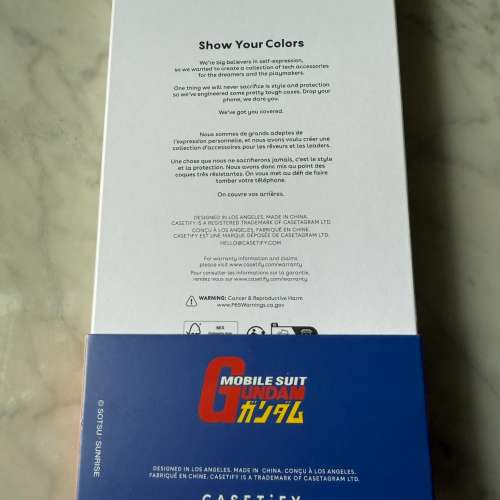 Show Your Colors
We're big believers in self-expression,
so we wanted to create a collection of tech accessories
for the dreamers and the playmakers.
One thing we will never sacrifice is style and protection
so we've engineered some pretty tough cases. Drop your
phone, we dare you.
We've got you covered.
Nous sommes de grands adeptes de
l'expression personnelle, et nous avons voulu créer une
collection d'accessoires pour les rêveurs et les leaders.
Une chose que nous ne sacrifierons jamais, c'est le style
et la protection. Nous avons donc mis au point des
coques très résistantes. On vous met au défi de faire
tomber votre téléphone.
On couvre vos arrières.
DESIGNED IN LOS ANGELES. MADE IN CHINA.
CASETIFY IS A REGISTERED TRADEMARK OF CASETAGRAM LTD.
CONÇU À LOS ANGELES, FABRIQUÉ EN CHINE.
CASETIFY EST UNE MARQUE DÉPOSÉE DE CASETAGRAM LTD.
HELLO@CASETIFY.COM
For warranty information and claims
please visit www.casetify.com/warranty
Pour consulter les informations sur la garantie,
rendez-vous sur www.casetify.com/warranty
WARNING: Cancer & Reproductive Harm
www.P65Warnings.ca.gov
MIX
MOBILE SUIT
GUNDAM
ガンダム
© SOTSU · SUNRISE
DESIGNED IN LOS ANGELES. MADE IN CHINA. CONÇU À LOS ANGELES.
FABRIQUÉ EN CHINE. CASETIFY IS A TRADEMARK OF CASETAGRAM LTD.
CASETiFY